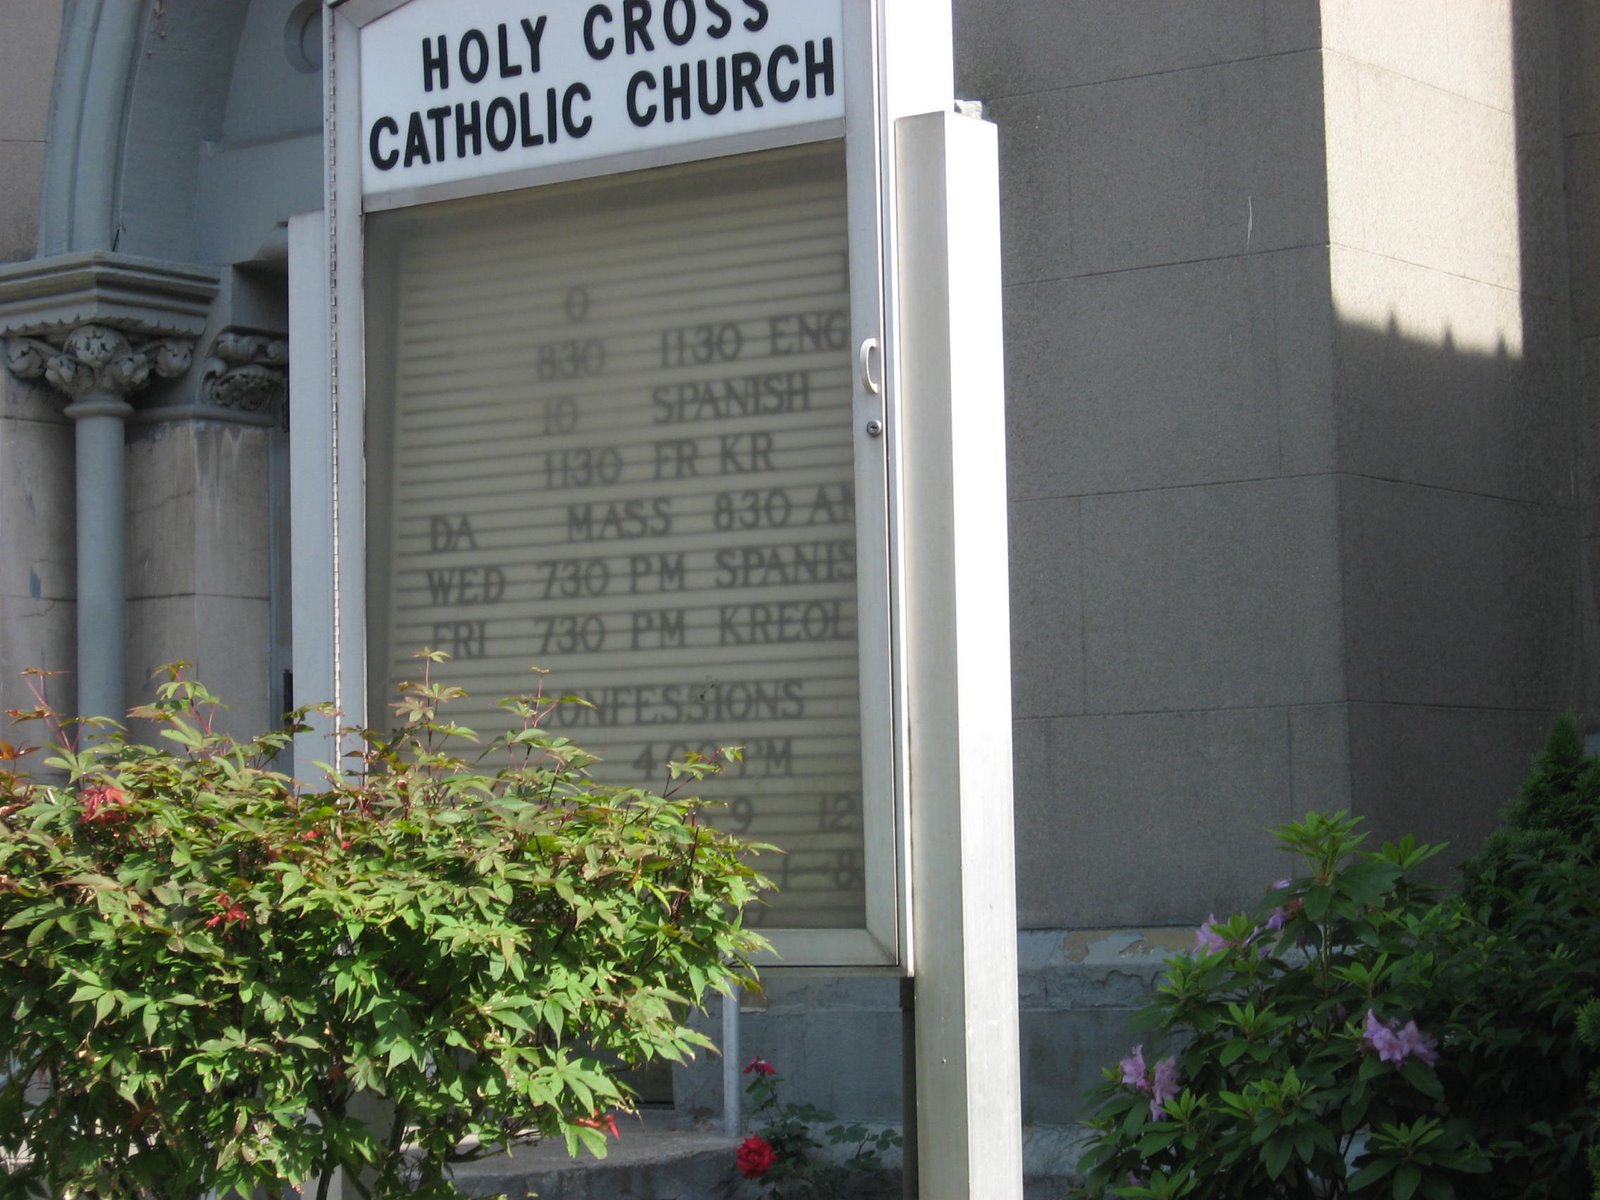 HOLY CROSS
CATHOLIC CHURCH
0
830 1130 ENG
10 SPANISH
1130 FR KR
DA MASS 830 AM
WED 730 PM SPANIS
FRI 730 PM KREOL
CONFESSIONS
PM
9 12